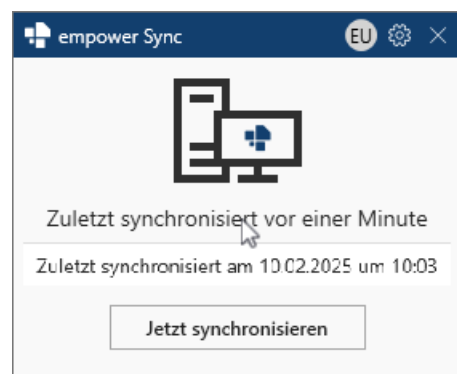 empower Sync EU
Zuletzt synchronisiert vor einer Minute
Zuletzt synchronisiert am 10.02.2025 um 10:03
Jetzt synchronisieren